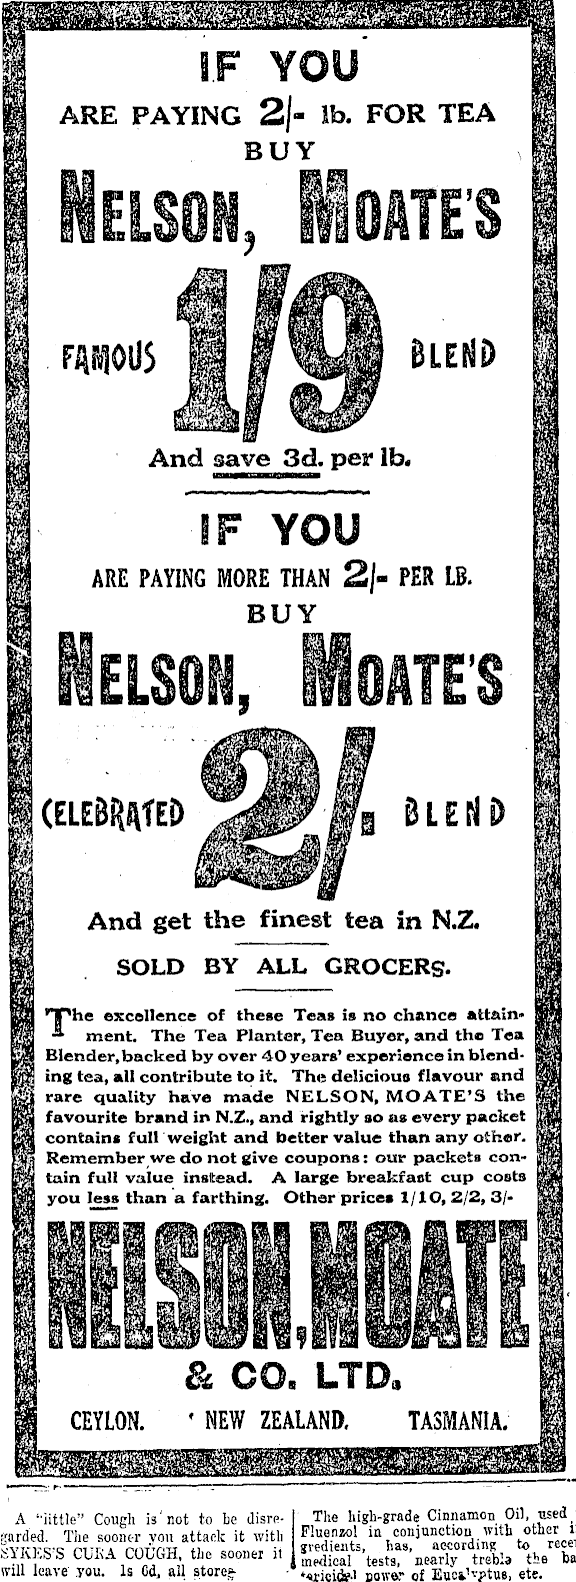 IF YOU
ARE PAYING 2/- lb. FOR TEA
BUY
NELSON, MOATE'S
FAMOUS 1/9 BLEND
And save 3d. per lb.
IF YOU
ARE PAYING MORE THAN 2/- PER LB.
BUY
NELSON, MOATE'S
CELEBRATED 2/- BLEND
And get the finest tea in N.Z.
SOLD BY ALL GROCERS.
The excellence of these Teas is no chance attain-
ment. The Tea Planter, Tea Buyer, and the Tea
Blender, backed by over 40 years' experience in blend-
ing tea, all contribute to it. The delicious flavour and
rare quality have made NELSON, MOATE'S the
favourite brand in N.Z., and rightly so as every packet
contains full weight and better value than any other.
Remember we do not give coupons: our packets con-
tain full value instead. A large breakfast cup costs
you less than a farthing. Other prices 1/10, 2/2, 3/-
NELSON, MOATE
& CO. LTD.
CEYLON. NEW ZEALAND. TASMANIA.
A "little" Cough is not to be disre-
garded. The sooner you attack it with
SYKES'S CURA COUGH, the sooner it
will leave you. 1s 6d, all stores
The high-grade Cinnamon Oil, used
Fluenzol in conjunction with other i
gredients, has, according to rece
medical tests, nearly treble the ba
power of Eucalyptus, etc.